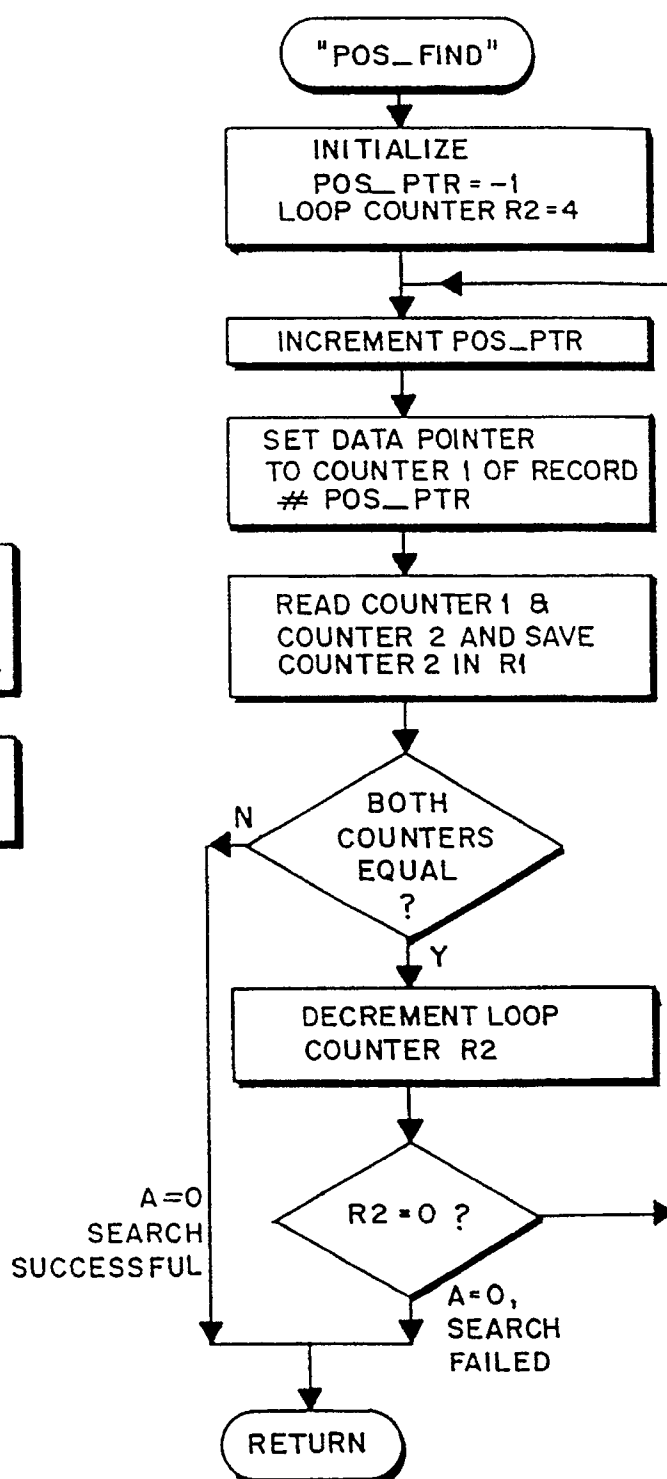 "POS_FIND"
INITIALIZE
POS_PTR = -1
LOOP COUNTER R2=4
INCREMENT POS_PTR
SET DATA POINTER
TO COUNTER 1 OF RECORD
# POS_PTR
READ COUNTER 1 &
COUNTER 2 AND SAVE
COUNTER 2 IN R1
BOTH
COUNTERS
EQUAL
?
N
Y
DECREMENT LOOP
COUNTER R2
R2=0 ?
A=0
SEARCH
SUCCESSFUL
A=0,
SEARCH
FAILED
RETURN